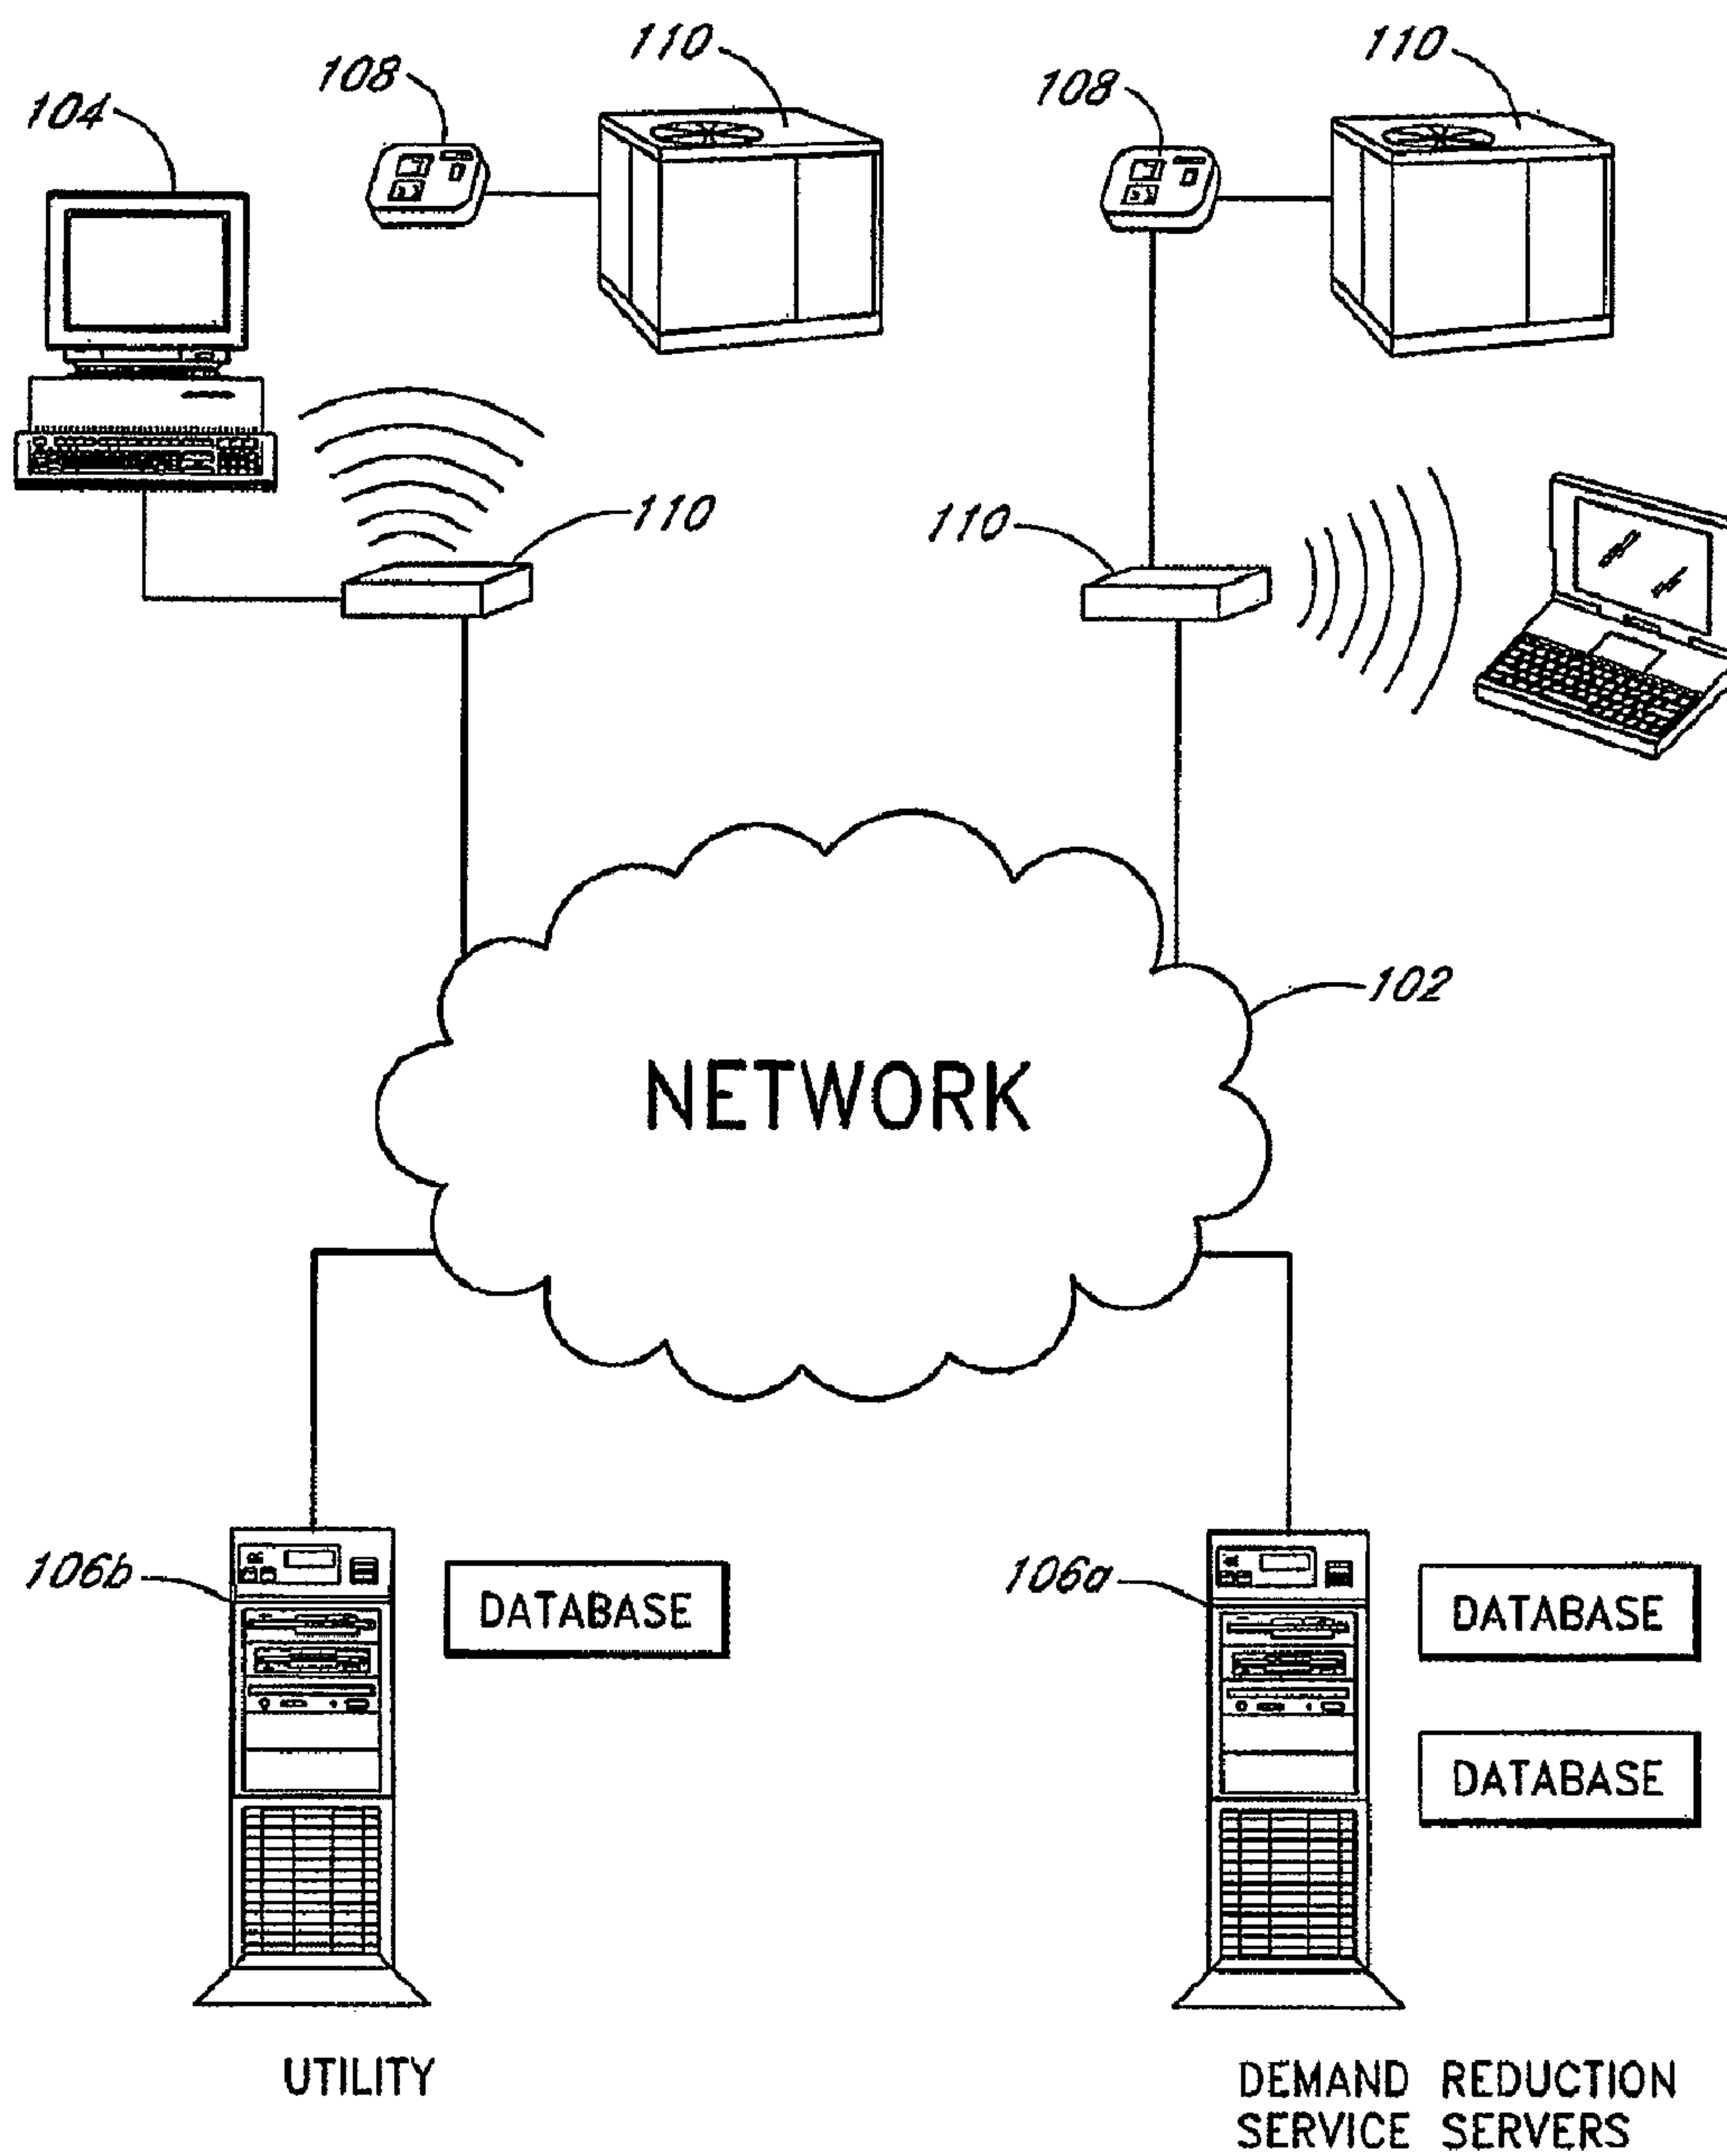 110
110
108
108
104
110
110
102
NETWORK
106b
DATABASE
106a
DATABASE
DATABASE
UTILITY
DEMAND REDUCTION
SERVICE SERVERS